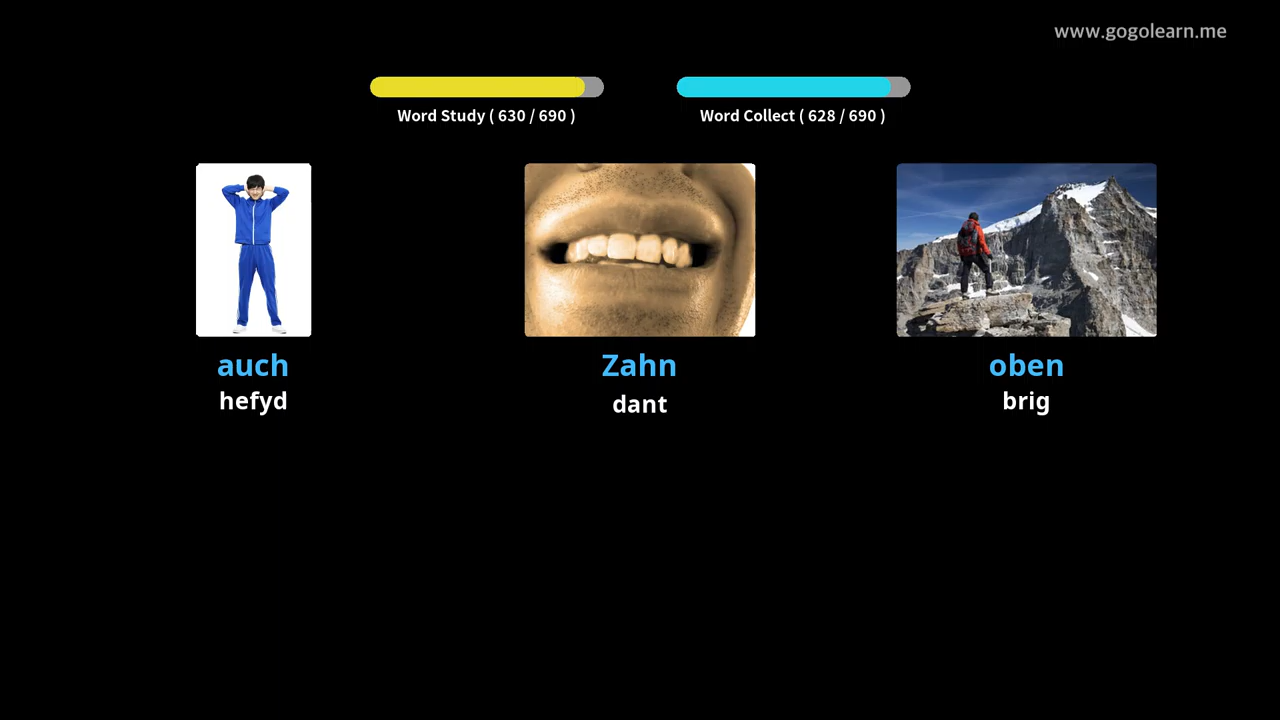 www.gogolearn.me
Word Study ( 630 / 690 )
Word Collect ( 628 / 690 )
auch
hefyd
Zahn
dant
oben
brig